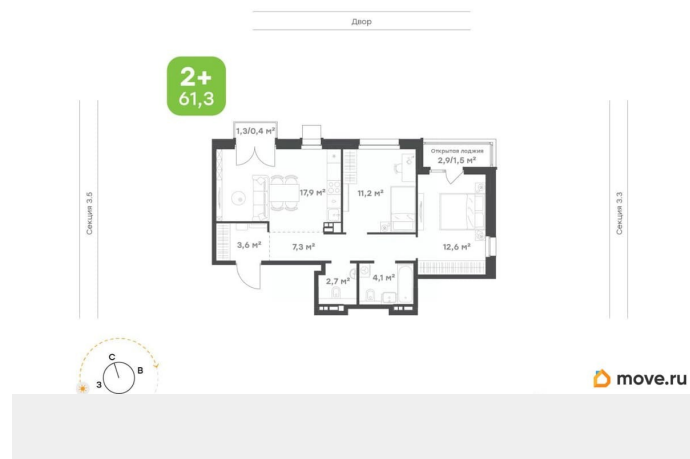 Двор
2+
61,3
1,3/0,4 м²
Открытая лоджия
2,9/1,5 м²
17,9 м²
11,2 м²
Секция 3.5
Секция 3.3
3,6 м²
7,3 м²
12,6 м²
2,7 м²
4,1 м²
С
В
З
move.ru